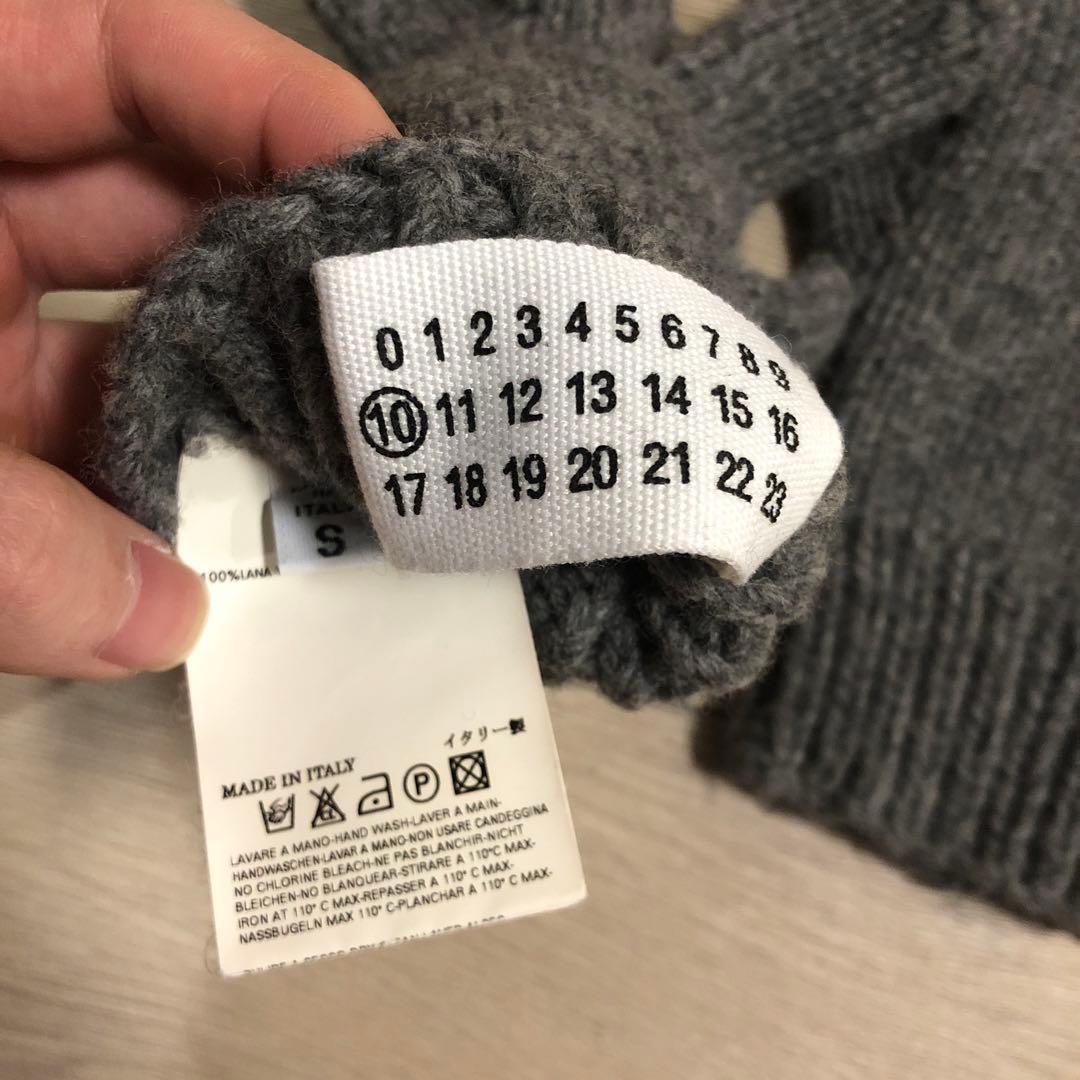 0 1 2 3 4 5 6 7 8 9
10 11 12 13 14 15 16
17 18 19 20 21 22 23
ITALY
S
100%LANA
イタリー製
MADE IN ITALY
P
LAVARE A MANO-HAND WASH-LAVER A MAIN-
HANDWASCHEN-LAVAR A MANO-NON USARE CANDEGGINA
NO CHLORINE BLEACH-NE PAS BLANCHIR-NICHT
BLEICHEN-NO BLANQUEAR-STIRARE A 110°C MAX-
IRON AT 110° C MAX-REPASSER A 110° C MAX-
NASSBUGELN MAX 110° C-PLANCHAR A 110° C MAX-